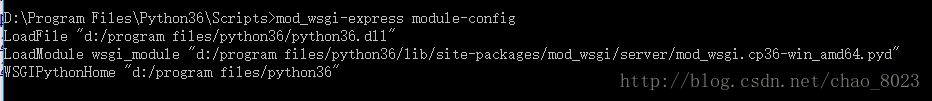 D:\Program Files\Python36\Scripts>mod_wsgi-express module-config
LoadFile "d:/program files/python36/python36.dll"
LoadModule wsgi_module "d:/program files/python36/lib/site-packages/mod_wsgi/server/mod_wsgi.cp36-win_amd64.pyd"
WSGIPythonHome "d:/program files/python36"
http://blog.csdn.net/chao_8023